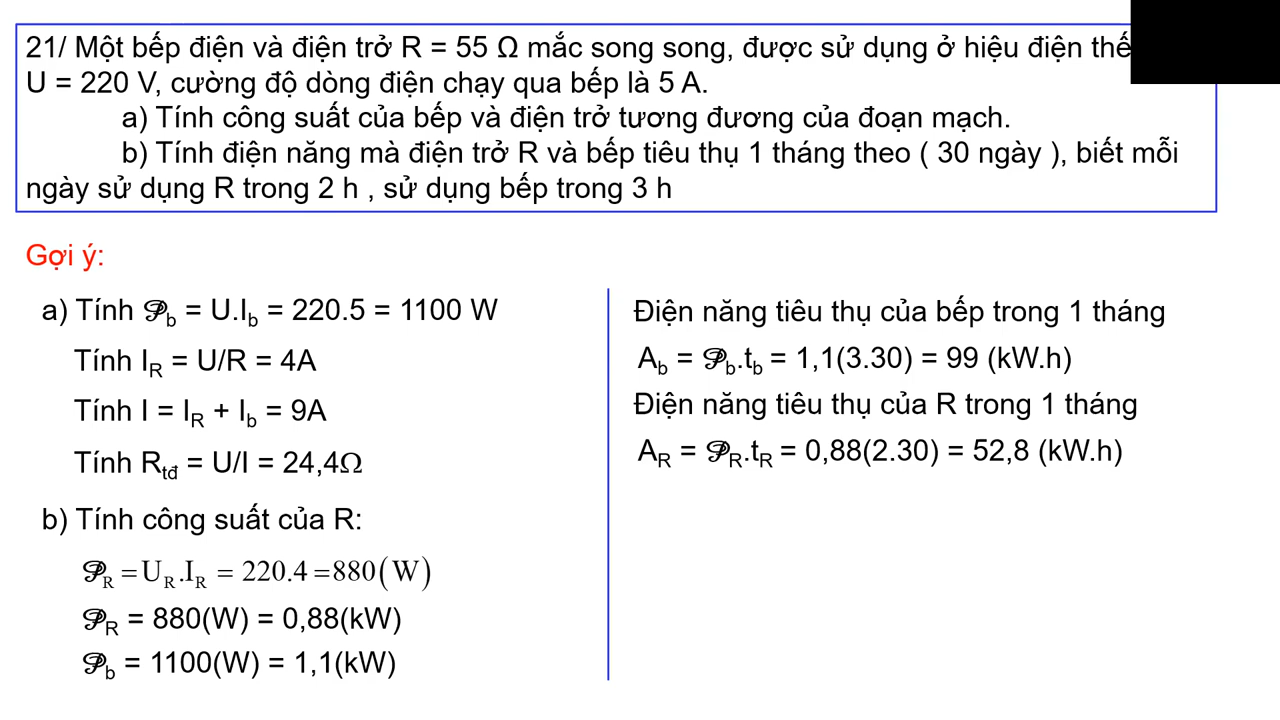 21/ Một bếp điện và điện trở R = 55 Ω mắc song song, được sử dụng ở hiệu điện thế
U = 220 V, cường độ dòng điện chạy qua bếp là 5 A.
a) Tính công suất của bếp và điện trở tương đương của đoạn mạch.
b) Tính điện năng mà điện trở R và bếp tiêu thụ 1 tháng theo ( 30 ngày ), biết mỗi
ngày sử dụng R trong 2 h , sử dụng bếp trong 3 h
Gợi ý:
a) Tính 𝒫b = U.Ib = 220.5 = 1100 W
Tính IR = U/R = 4A
Tính I = IR + Ib = 9A
Tính Rtđ = U/I = 24,4Ω
b) Tính công suất của R:
𝒫R = UR.IR = 220.4 = 880(W)
𝒫R = 880(W) = 0,88(kW)
𝒫b = 1100(W) = 1,1(kW)
Điện năng tiêu thụ của bếp trong 1 tháng
Ab = 𝒫b.tb = 1,1(3.30) = 99 (kW.h)
Điện năng tiêu thụ của R trong 1 tháng
AR = 𝒫R.tR = 0,88(2.30) = 52,8 (kW.h)